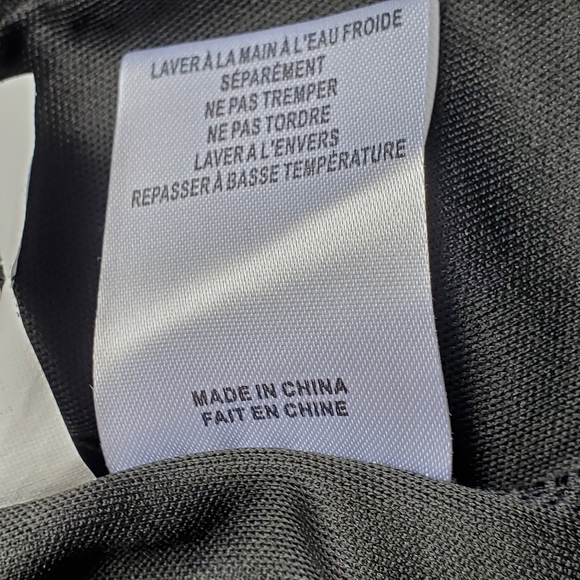 LAVER À LA MAIN À L'EAU FROIDE
SÉPARÉMENT
NE PAS TREMPER
NE PAS TORDRE
LAVER A L'ENVERS
REPASSER À BASSE TEMPÉRATURE
MADE IN CHINA
FAIT EN CHINE